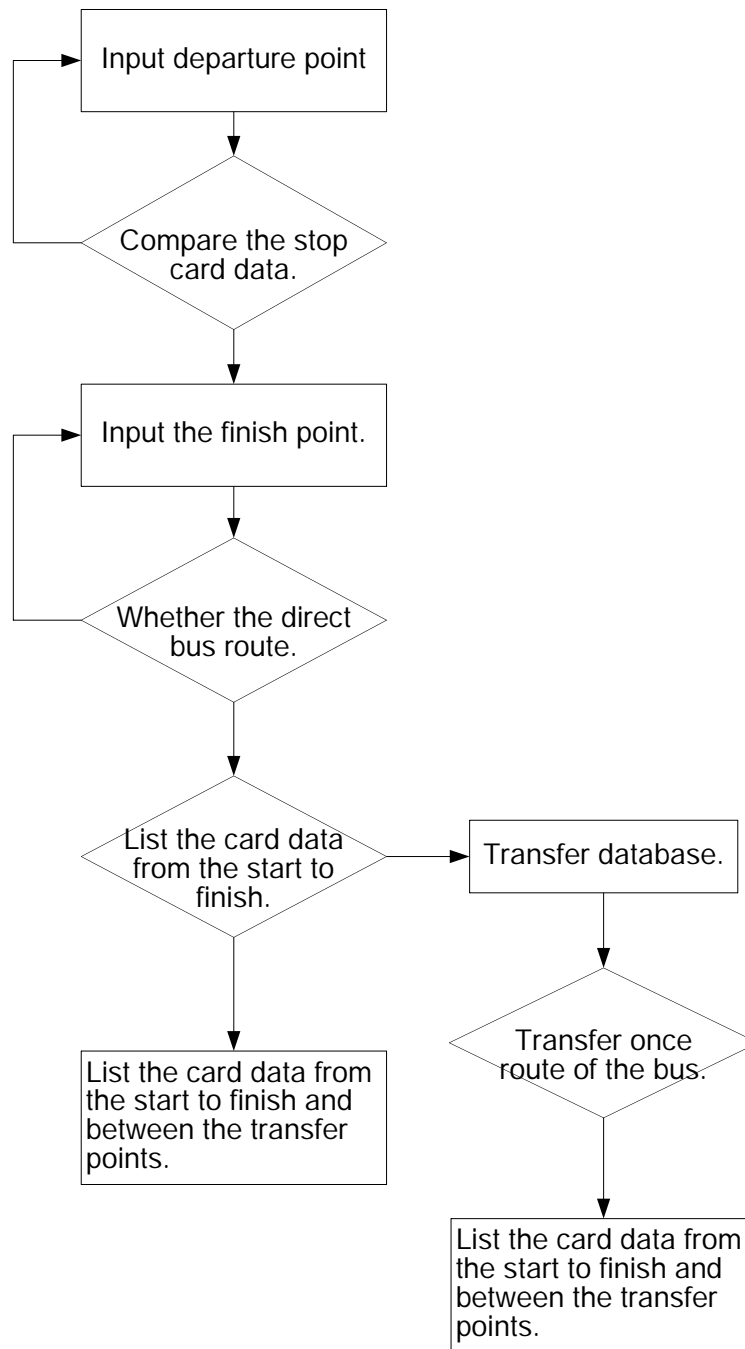 Input departure point
Compare the stop
card data.
Input the finish point.
Whether the direct
bus route.
List the card data
from the start to
finish.
Transfer database.
Transfer once
route of the bus.
List the card data from
the start to finish and
between the transfer
points.
List the card data from
the start to finish and
between the transfer
points.